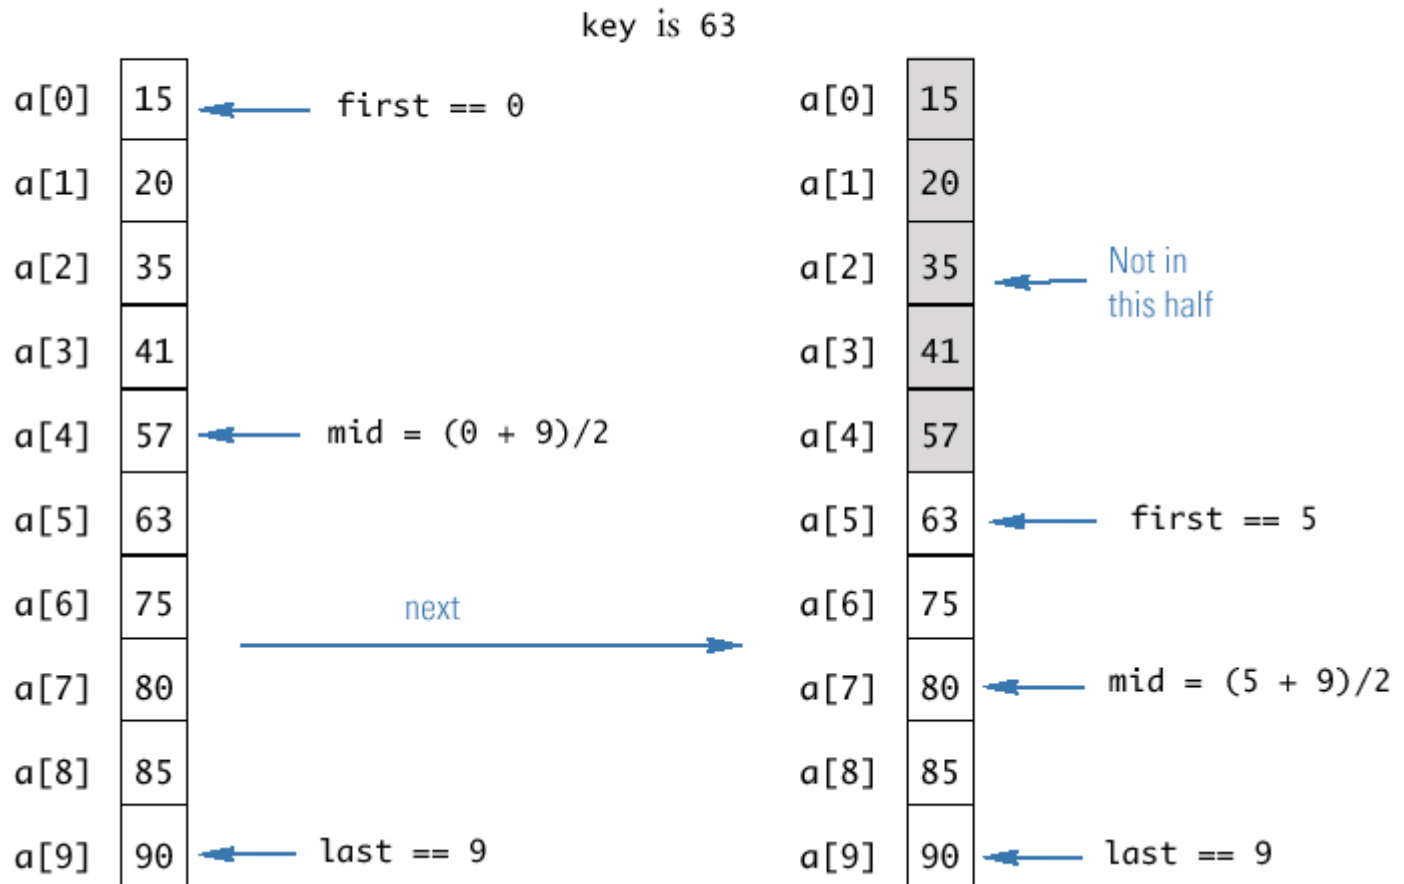 key is 63
a[0] 15 first == 0
a[1] 20
a[2] 35
a[3] 41
a[4] 57 mid = (0 + 9)/2
a[5] 63
a[6] 75
next
a[7] 80
a[8] 85
a[9] 90 last == 9
a[0] 15
a[1] 20
Not in
a[2] 35
this half
a[3] 41
a[4] 57
a[5] 63 first == 5
a[6] 75
a[7] 80 mid = (5 + 9)/2
a[8] 85
a[9] 90 last == 9